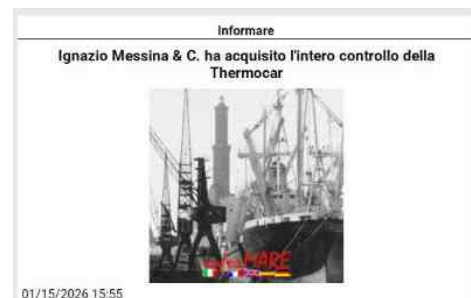 Informare
Ignazio Messina & C. ha acquisito l'intero controllo della
Thermocar
MARE
01/15/2026 15:55